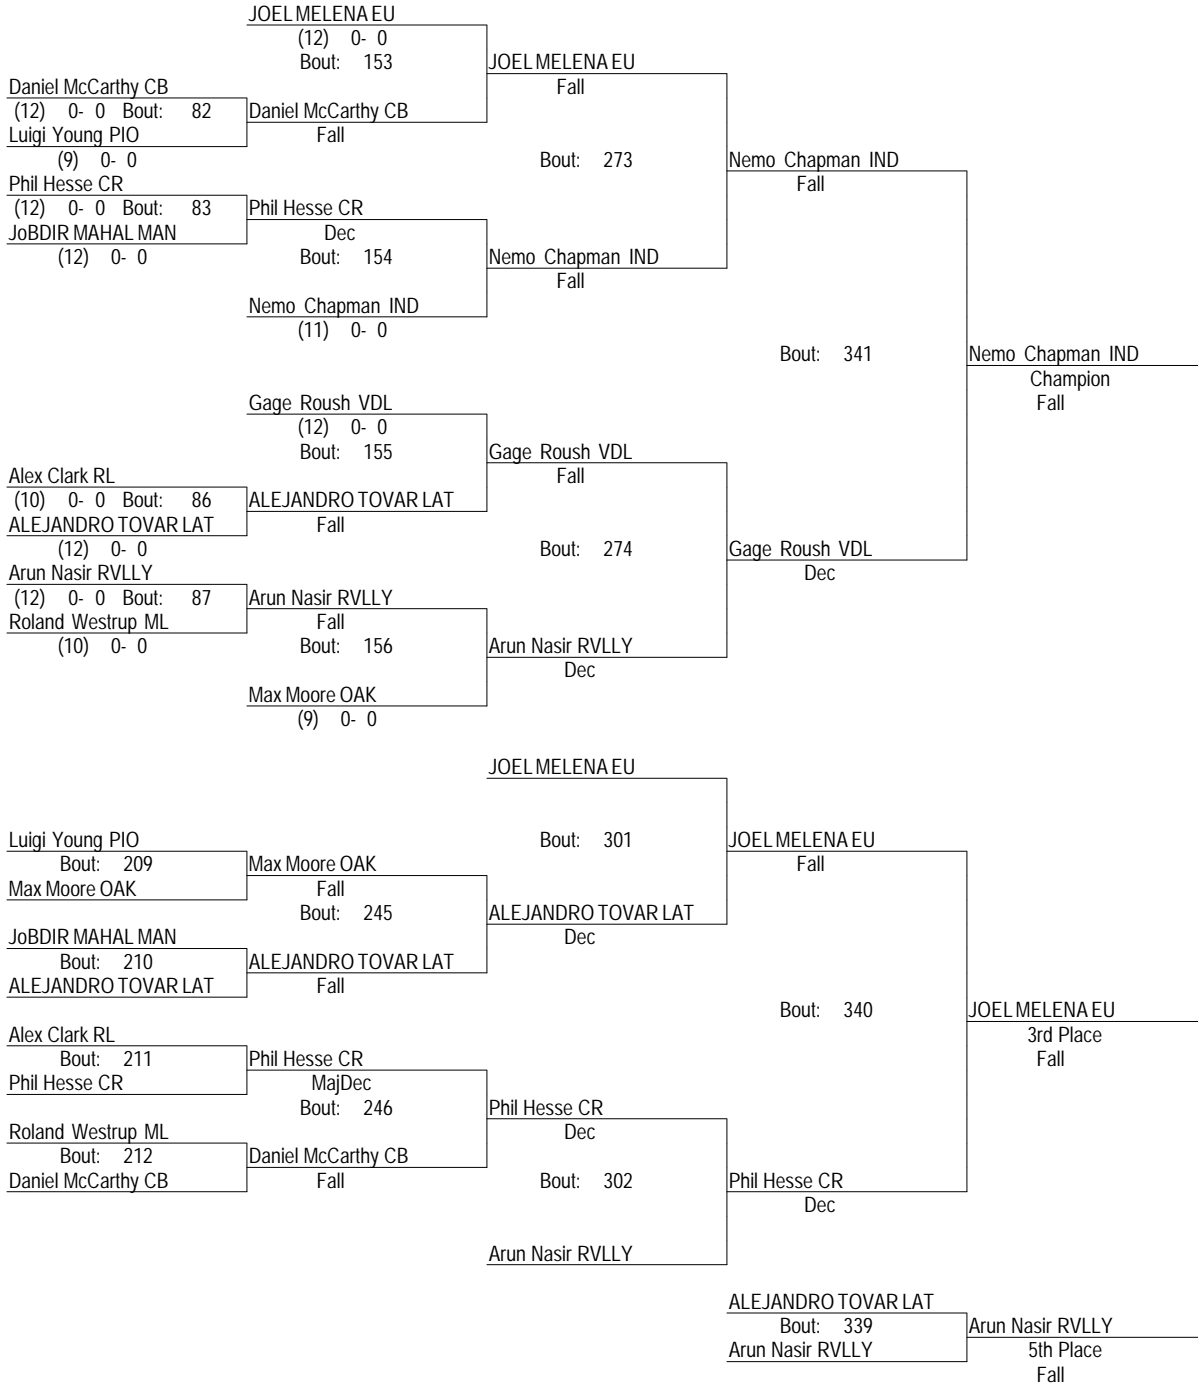 JOEL MELENA EU
(12) 0- 0
Bout: 153
JOEL MELENA EU
Fall
Daniel McCarthy CB
(12) 0- 0 Bout: 82
Daniel McCarthy CB
Luigi Young PIO
Fall
(9) 0- 0
Bout: 273
Nemo Chapman IND
Fall
Phil Hesse CR
(12) 0- 0 Bout: 83
Phil Hesse CR
JoBDIR MAHAL MAN
Dec
(12) 0- 0
Bout: 154
Nemo Chapman IND
Fall
Nemo Chapman IND
(11) 0- 0
Bout: 341
Nemo Chapman IND
Champion
Fall
Gage Roush VDL
(12) 0- 0
Bout: 155
Gage Roush VDL
Fall
Alex Clark RL
(10) 0- 0 Bout: 86
ALEJANDRO TOVAR LAT
ALEJANDRO TOVAR LAT
Fall
(12) 0- 0
Bout: 274
Gage Roush VDL
Dec
Arun Nasir RVLLY
(12) 0- 0 Bout: 87
Arun Nasir RVLLY
Roland Westrup ML
Fall
(10) 0- 0
Bout: 156
Arun Nasir RVLLY
Dec
Max Moore OAK
(9) 0- 0
JOEL MELENA EU
Bout: 301
JOEL MELENA EU
Fall
Luigi Young PIO
Bout: 209
Max Moore OAK
Max Moore OAK
Fall
Bout: 245
ALEJANDRO TOVAR LAT
Dec
JoBDIR MAHAL MAN
Bout: 210
ALEJANDRO TOVAR LAT
ALEJANDRO TOVAR LAT
Fall
Bout: 340
JOEL MELENA EU
3rd Place
Fall
Alex Clark RL
Bout: 211
Phil Hesse CR
Phil Hesse CR
MajDec
Bout: 246
Phil Hesse CR
Dec
Roland Westrup ML
Bout: 212
Daniel McCarthy CB
Daniel McCarthy CB
Fall
Bout: 302
Phil Hesse CR
Dec
Arun Nasir RVLLY
ALEJANDRO TOVAR LAT
Bout: 339
Arun Nasir RVLLY
Arun Nasir RVLLY
5th Place
Fall